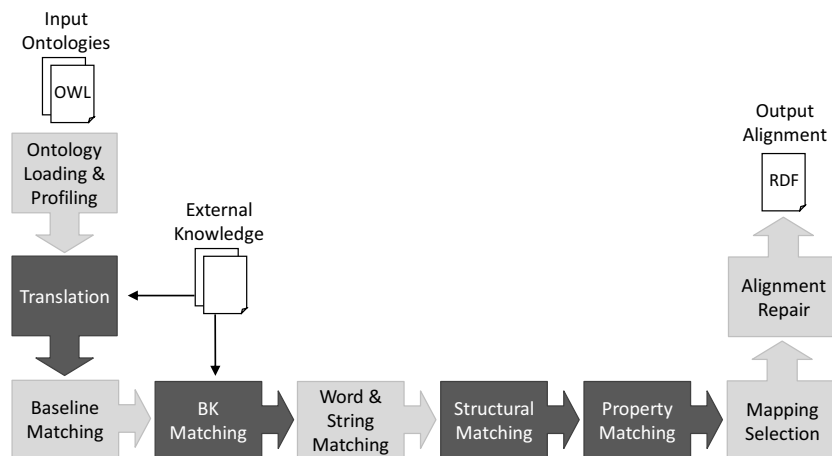 Input
Ontologies
OWL
Ontology
Loading &
Profiling
External
Knowledge
Translation
Baseline
Matching
BK
Matching
Word &
String
Matching
Structural
Matching
Property
Matching
Mapping
Selection
Alignment
Repair
Output
Alignment
RDF